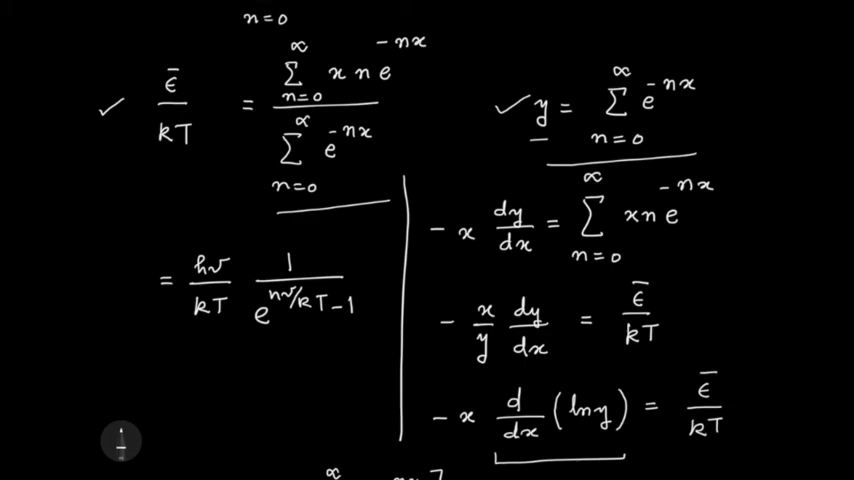 n=0
ε̄/kT = ∑_{n=0}^{∝} x n e^{-nx} / ∑_{n=0}^{∝} e^{-nx}
= hν/kT 1/e^{hν/kT}-1
✓ y = ∑_{n=0}^{∝} e^{-nx}
- x dy/dx = ∑_{n=0}^{∝} xn e^{-nx}
- x/y dy/dx = ε̄/kT
- x d/dx (ln y) = ε̄/kT
∝